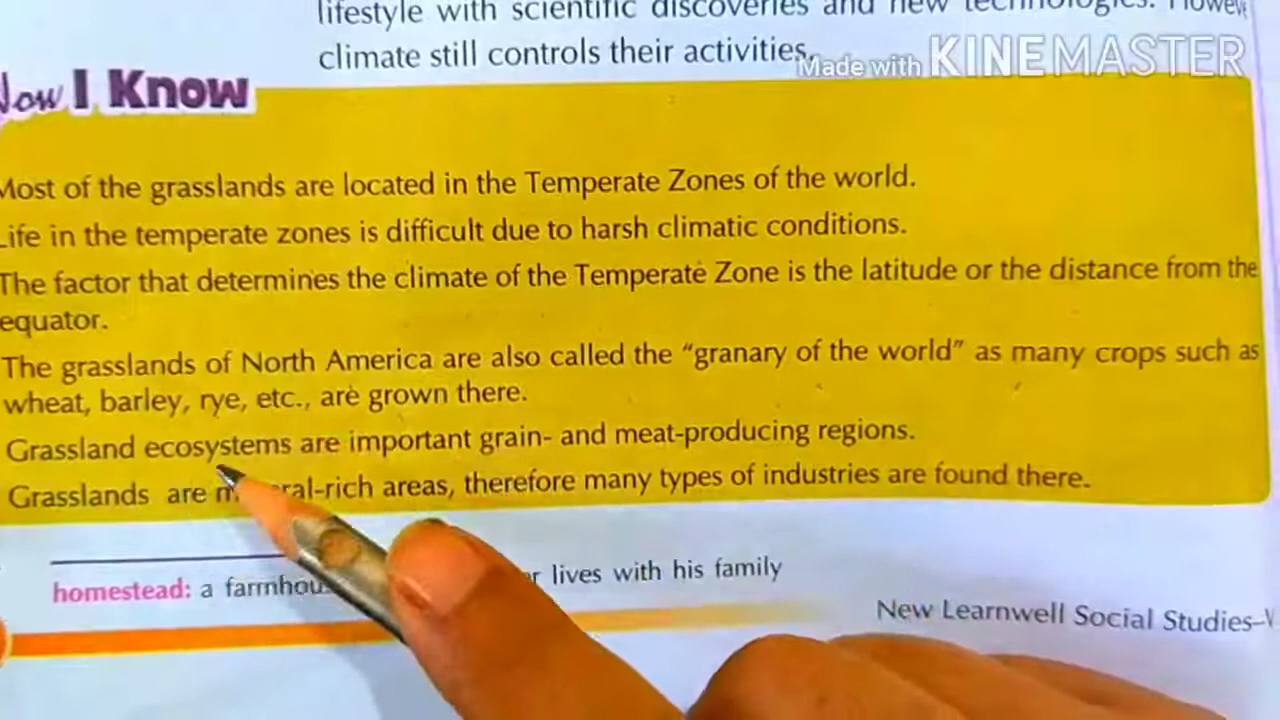 lifestyle with scientific discoveries and new technologies. Howeve
climate still controls their activities.
Made with KINEMASTER
Now I Know
Most of the grasslands are located in the Temperate Zones of the world.
Life in the temperate zones is difficult due to harsh climatic conditions.
The factor that determines the climate of the Temperate Zone is the latitude or the distance from the
equator.
The grasslands of North America are also called the “granary of the world” as many crops such as
wheat, barley, rye, etc., are grown there.
Grassland ecosystems are important grain- and meat-producing regions.
Grasslands are mineral-rich areas, therefore many types of industries are found there.
homestead: a farmhou r lives with his family
New Learnwell Social Studies–V